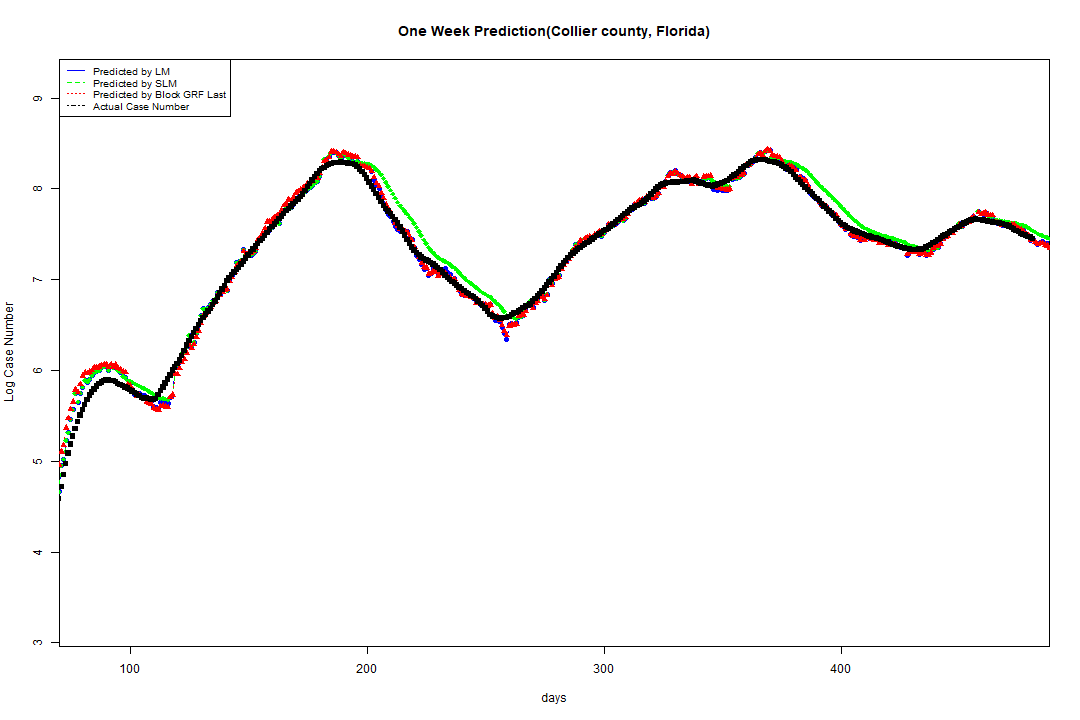 One Week Prediction(Collier county, Florida)
Predicted by LM
Predicted by SLM
Predicted by Block GRF Last
Actual Case Number
9
8
7
6
5
4
3
Log Case Number
100 200 300 400
days